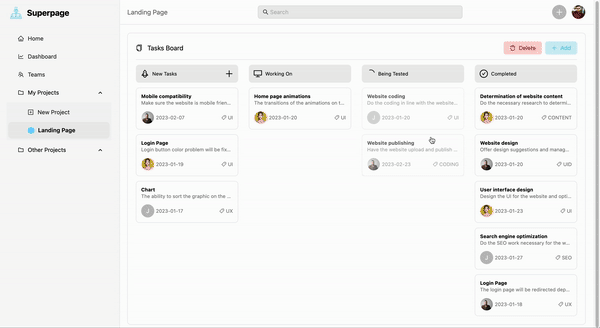 Superpage
Landing Page
Search
Home
Dashboard
Teams
My Projects
New Project
Landing Page
Other Projects
Tasks Board
Delete
+ Add
New Tasks
Mobile compatibility
Make sure the website is mobile frien...
2023-02-07
UI
Login Page
Login button color problem will be fix...
2023-01-19
UI
Chart
The ability to sort the graphic on the ...
J
2023-01-17
UX
Working On
Home page animations
The transitions of the animations on t...
2023-01-20
UI
Being Tested
Website coding
Do the coding in line with the website...
J
2023-01-20
UI
Website publishing
Have the website upload and publish ...
2023-02-23
CODING
Completed
Determination of website content
Do the necessary research to determi...
2023-01-20
CONTENT
Website design
Offer design suggestions and manag...
2023-01-20
UID
User interface design
Design the UI for the website and opti...
2023-01-23
UI
Search engine optimization
Do the SEO work necessary for the w...
J
2023-01-27
SEO
Login Page
The login page will be redirected dep...
2023-01-18
UX